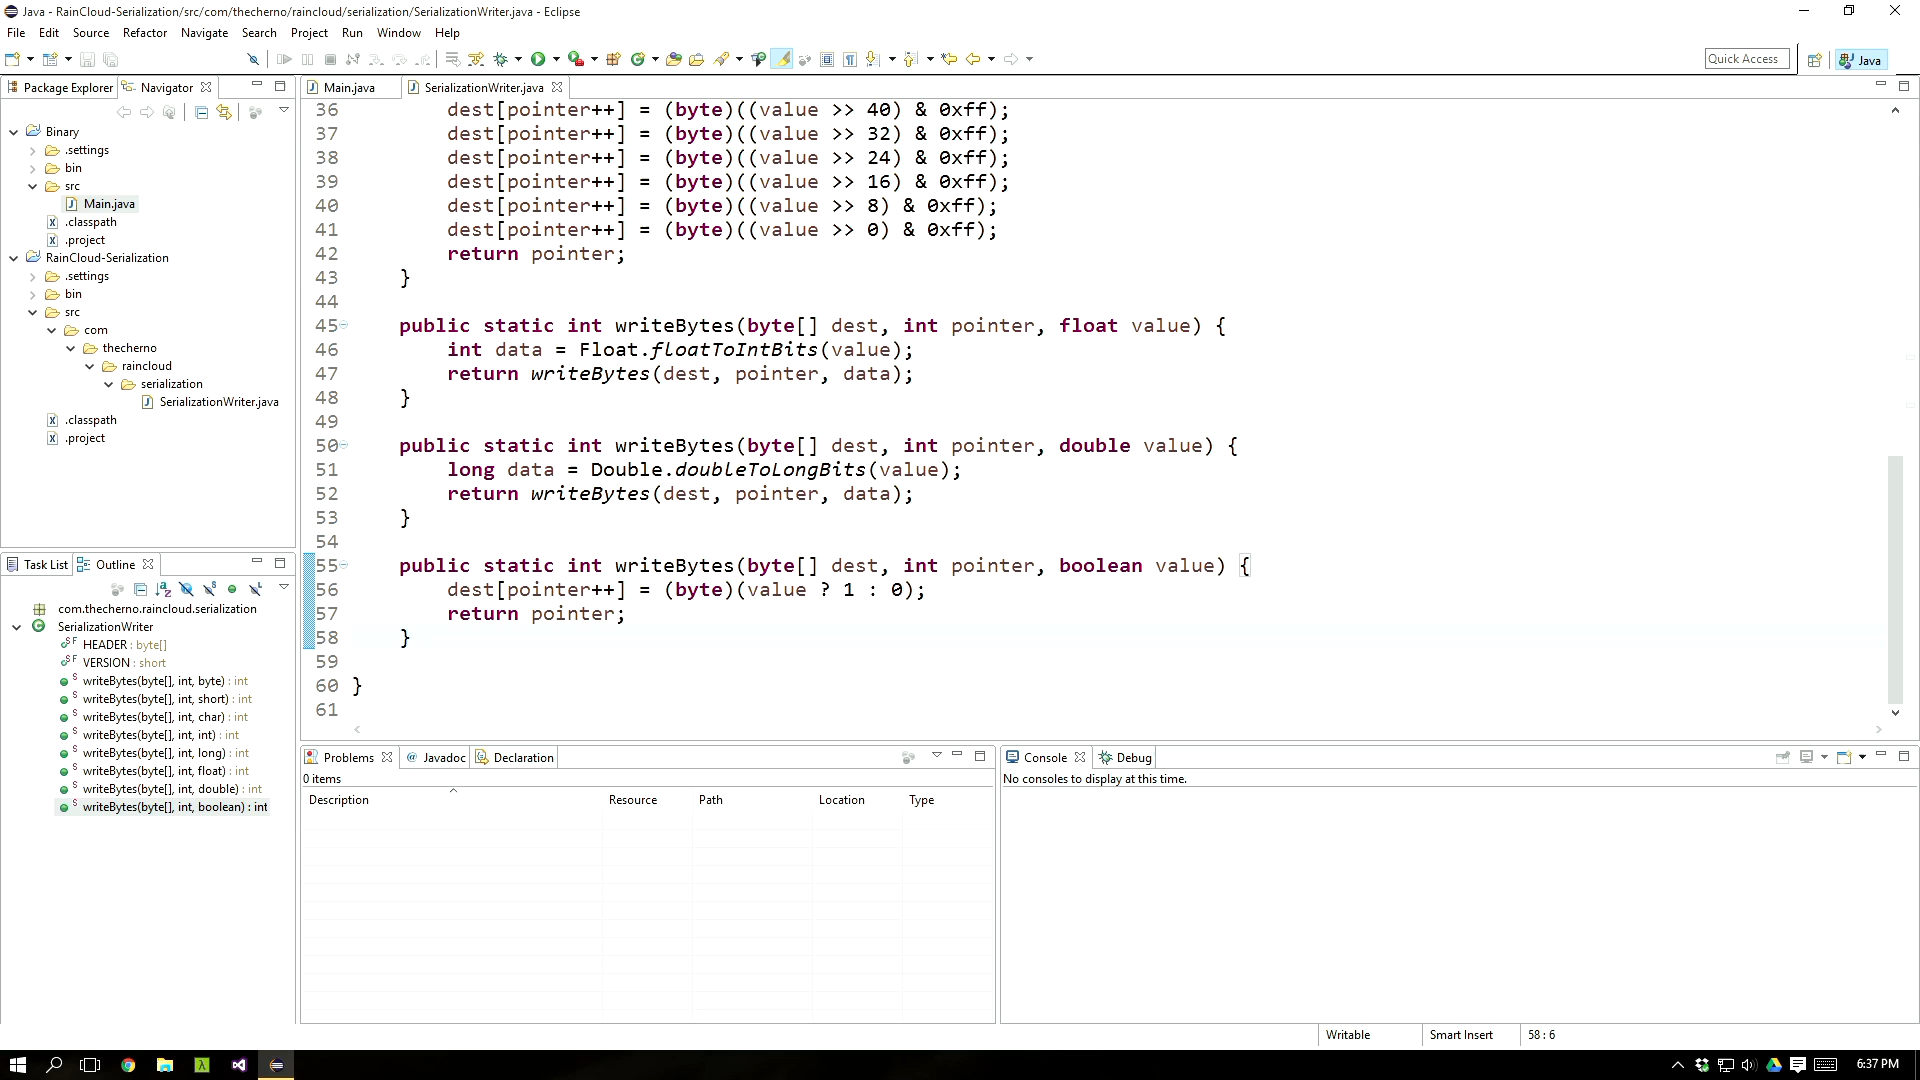 Java - RainCloud-Serialization/src/com/thecherno/raincloud/serialization/SerializationWriter.java - Eclipse
File Edit Source Refactor Navigate Search Project Run Window Help
Quick Access
Java
Package Explorer Navigator
Binary
.settings
bin
src
Main.java
.classpath
.project
RainCloud-Serialization
.settings
bin
src
com
thecherno
raincloud
serialization
SerializationWriter.java
.classpath
.project
Main.java SerializationWriter.java
36 dest[pointer++] = (byte)((value >> 40) & 0xff);
37 dest[pointer++] = (byte)((value >> 32) & 0xff);
38 dest[pointer++] = (byte)((value >> 24) & 0xff);
39 dest[pointer++] = (byte)((value >> 16) & 0xff);
40 dest[pointer++] = (byte)((value >> 8) & 0xff);
41 dest[pointer++] = (byte)((value >> 0) & 0xff);
42 return pointer;
43 }
44
45 public static int writeBytes(byte[] dest, int pointer, float value) {
46 int data = Float.floatToIntBits(value);
47 return writeBytes(dest, pointer, data);
48 }
49
50 public static int writeBytes(byte[] dest, int pointer, double value) {
51 long data = Double.doubleToLongBits(value);
52 return writeBytes(dest, pointer, data);
53 }
54
55 public static int writeBytes(byte[] dest, int pointer, boolean value) {
56 dest[pointer++] = (byte)(value ? 1 : 0);
57 return pointer;
58 }
59
60 }
61
Task List Outline
com.thecherno.raincloud.serialization
SerializationWriter
HEADER : byte[]
VERSION : short
writeBytes(byte[], int, byte) : int
writeBytes(byte[], int, short) : int
writeBytes(byte[], int, char) : int
writeBytes(byte[], int, int) : int
writeBytes(byte[], int, long) : int
writeBytes(byte[], int, float) : int
writeBytes(byte[], int, double) : int
writeBytes(byte[], int, boolean) : int
Problems @ Javadoc Declaration
0 items
Description Resource Path Location Type
Console Debug
No consoles to display at this time.
Writable Smart Insert 58 : 6
6:37 PM